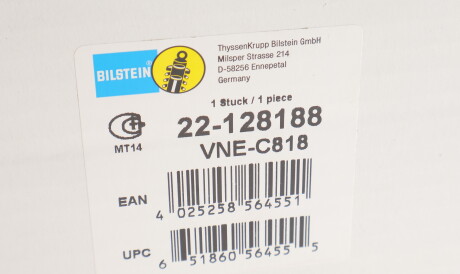 ThyssenKrupp Bilstein GmbH
Milsper Strasse 214
D-58256 Ennepetal
Germany
BILSTEIN
1 Stuck / 1 piece
22-128188
MT14
VNE-C818
EAN
4 025258 564551
UPC
6 51860 56455 5